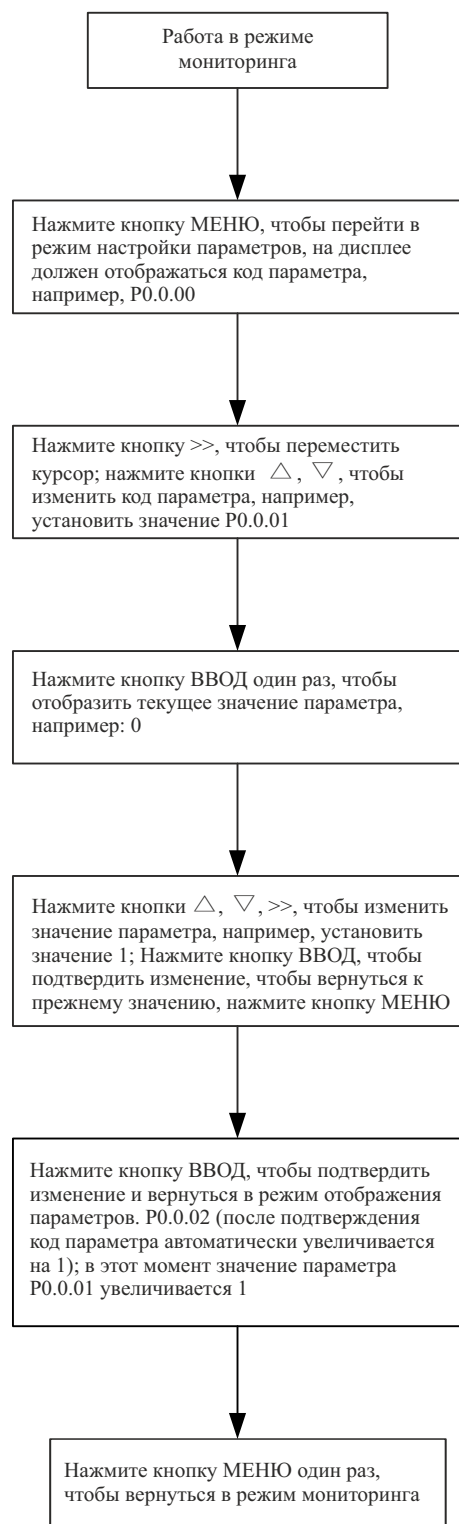 Работа в режиме
мониторинга
Нажмите кнопку МЕНЮ, чтобы перейти в
режим настройки параметров, на дисплее
должен отображаться код параметра,
например, P0.0.00
Нажмите кнопку >>, чтобы переместить
курсор; нажмите кнопки △, ▽, чтобы
изменить код параметра, например,
установить значение P0.0.01
Нажмите кнопку ВВОД один раз, чтобы
отобразить текущее значение параметра,
например: 0
Нажмите кнопки △, ▽, >>, чтобы изменить
значение параметра, например, установить
значение 1; Нажмите кнопку ВВОД, чтобы
подтвердить изменение, чтобы вернуться к
прежнему значению, нажмите кнопку МЕНЮ
Нажмите кнопку ВВОД, чтобы подтвердить
изменение и вернуться в режим отображения
параметров. P0.0.02 (после подтверждения
код параметра автоматически увеличивается
на 1); в этот момент значение параметра
P0.0.01 увеличивается 1
Нажмите кнопку МЕНЮ один раз,
чтобы вернуться в режим мониторинга